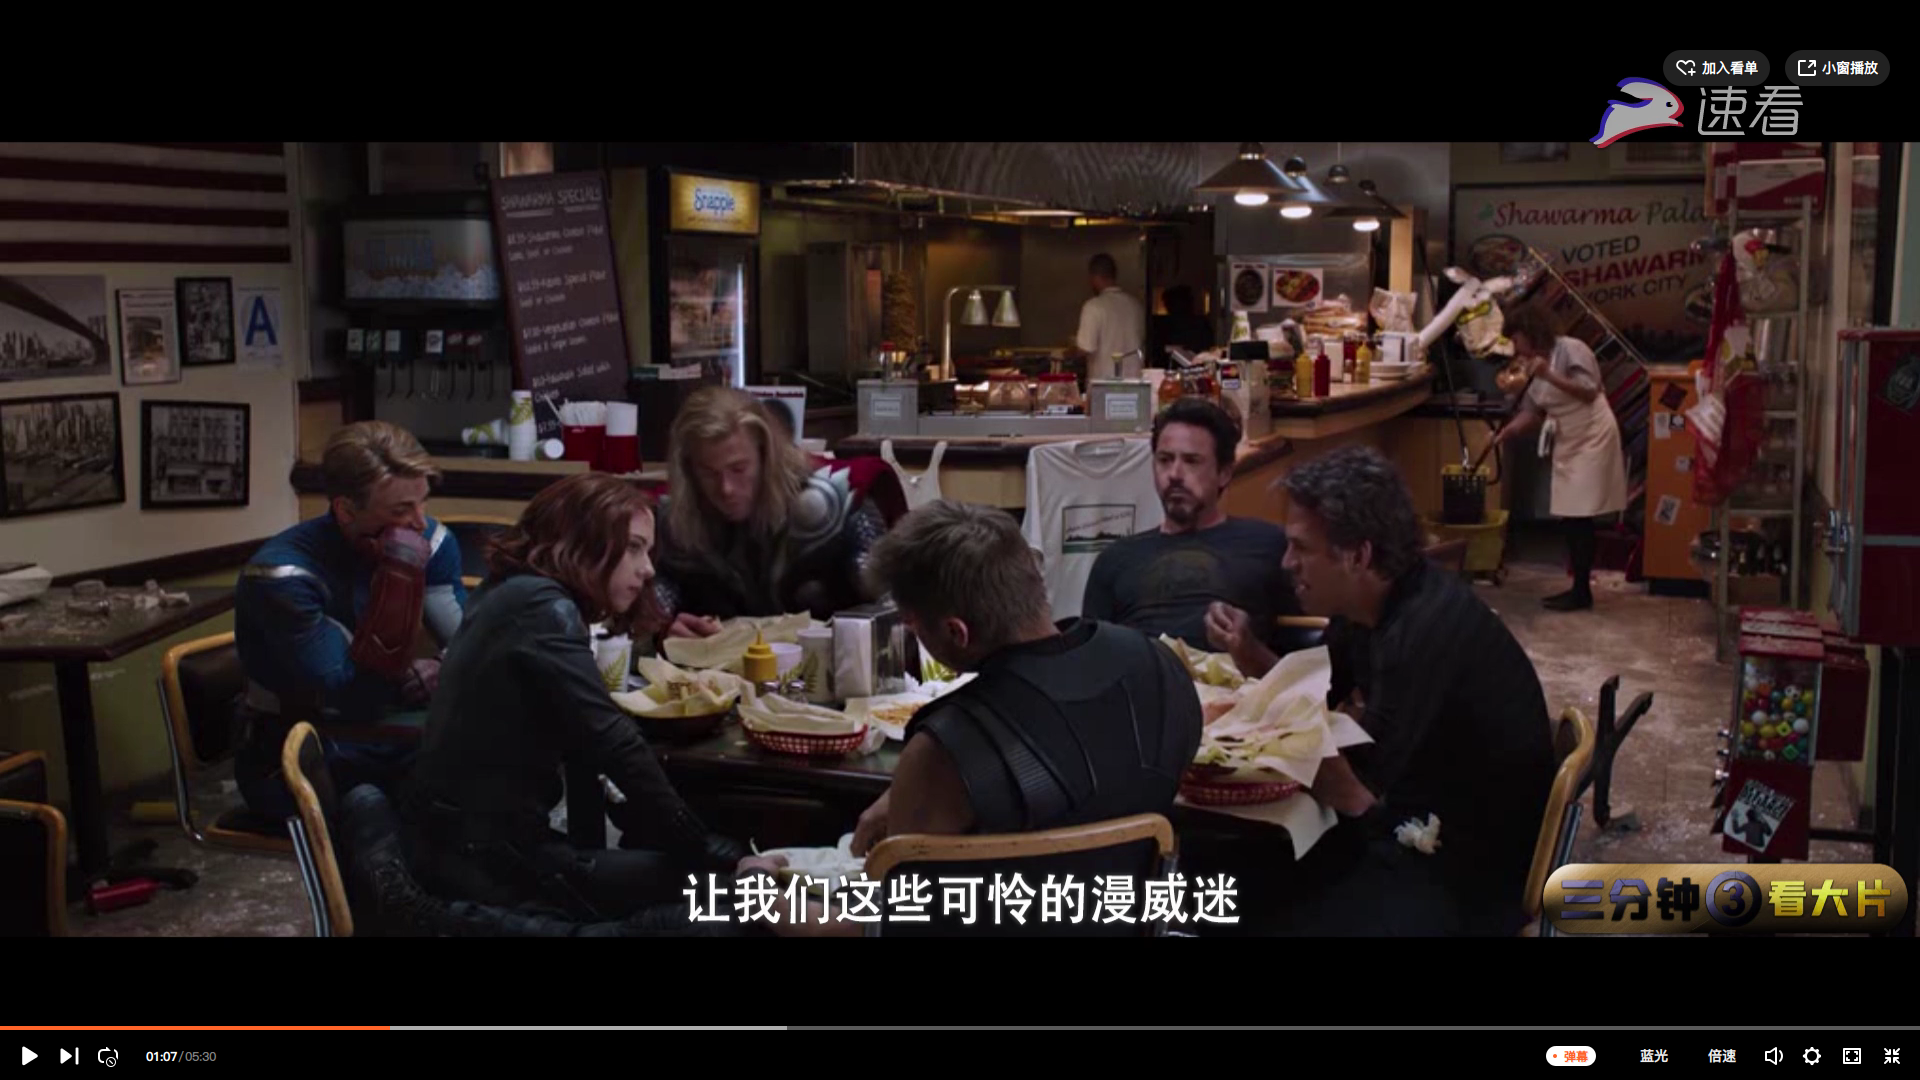 加入看单
小窗播放
速看
SHAWARMA SPECIALS
Snapple
Shawarma Pala
VOTED
SHAWARM
YORK CITY
A
让我们这些可怜的漫威迷
三分钟 3 看大片
01:07/05:30
弹幕
蓝光
倍速